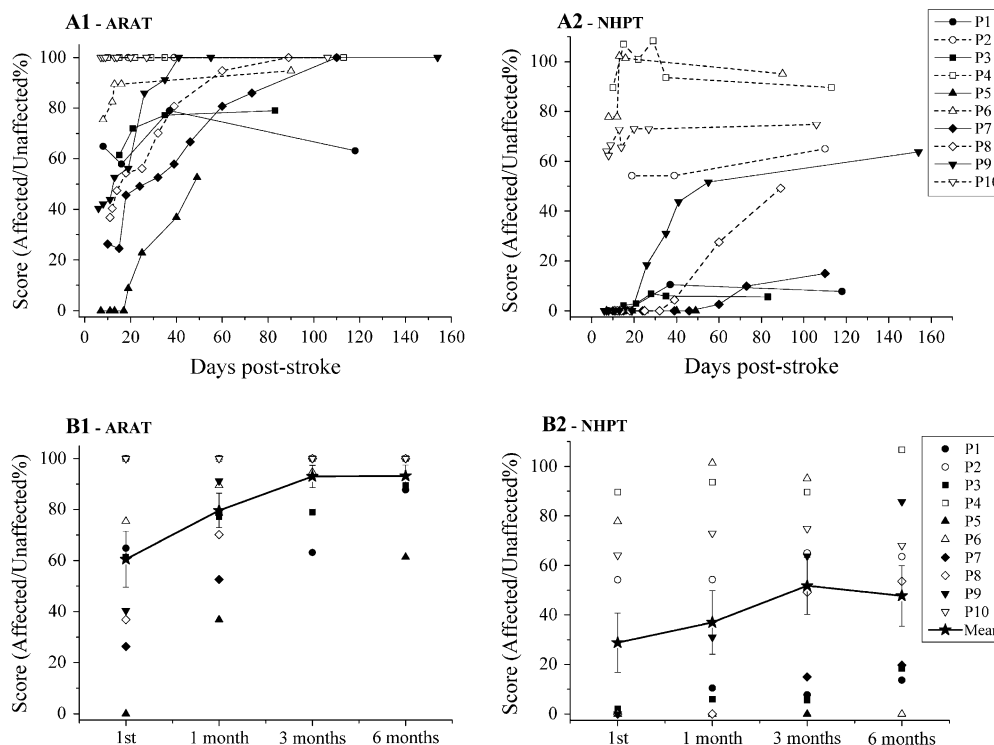 A1 - ARAT
Score (Affected/Unaffected%)
100
80
60
40
20
0
0 20 40 60 80 100 120 140 160
Days post-stroke
A2 - NHPT
Score (Affected/Unaffected%)
100
80
60
40
20
0
0 20 40 60 80 100 120 140 160
Days post-stroke
P1
P2
P3
P4
P5
P6
P7
P8
P9
P10
B1 - ARAT
Score (Affected/Unaffected%)
100
80
60
40
20
0
1st 1 month 3 months 6 months
B2 - NHPT
Score (Affected/Unaffected%)
100
80
60
40
20
0
1st 1 month 3 months 6 months
P1
P2
P3
P4
P5
P6
P7
P8
P9
P10
Mean